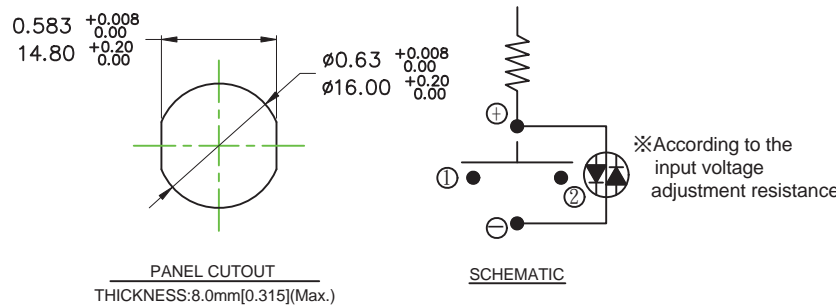 0.583 +0.008 0.00
14.80 +0.20 0.00
ø0.63 +0.008 0.00
ø16.00 +0.20 0.00
PANEL CUTOUT
THICKNESS:8.0mm[0.315](Max.)
+
①
②
−
※According to the
input voltage
adjustment resistance
SCHEMATIC